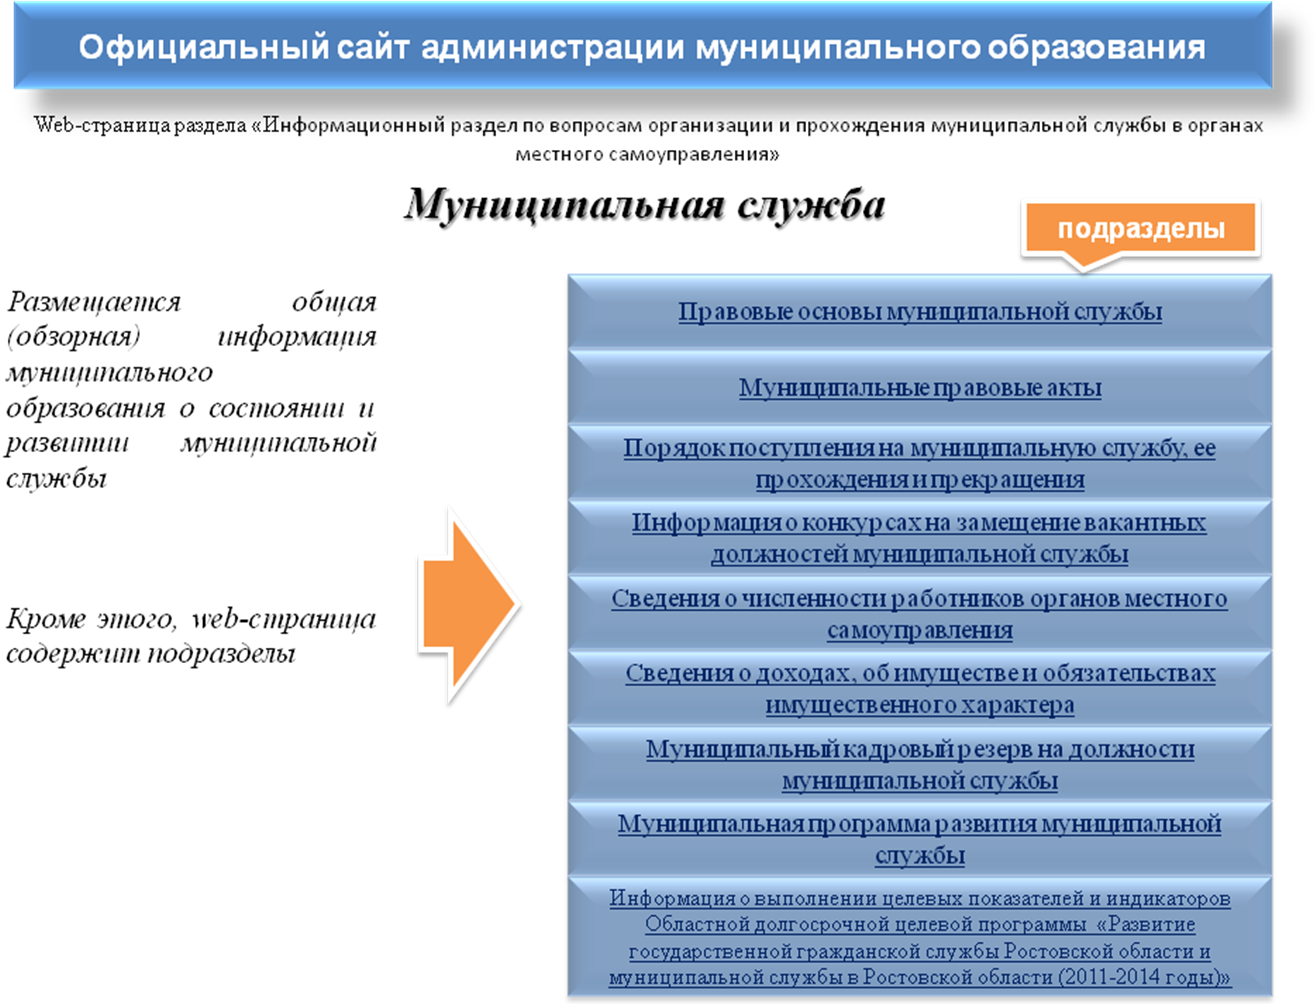 Официальный сайт администрации муниципального образования
Web-страница раздела «Информационный раздел по вопросам организации и прохождения муниципальной службы в органах
местного самоуправления»
Муниципальная служба
подразделы
Размещается общая
(обзорная) информация
муниципального
образования о состоянии и
развитии муниципальной
службы
Кроме этого, web-страница
содержит подразделы
Правовые основы муниципальной службы
Муниципальные правовые акты
Порядок поступления на муниципальную службу, ее
прохождения и прекращения
Информация о конкурсах на замещение вакантных
должностей муниципальной службы
Сведения о численности работников органов местного
самоуправления
Сведения о доходах, об имуществе и обязательствах
имущественного характера
Муниципальный кадровый резерв на должности
муниципальной службы
Муниципальная программа развития муниципальной
службы
Информация о выполнении целевых показателей и индикаторов
Областной долгосрочной целевой программы «Развитие
государственной гражданской службы Ростовской области и
муниципальной службы в Ростовской области (2011-2014 годы)»